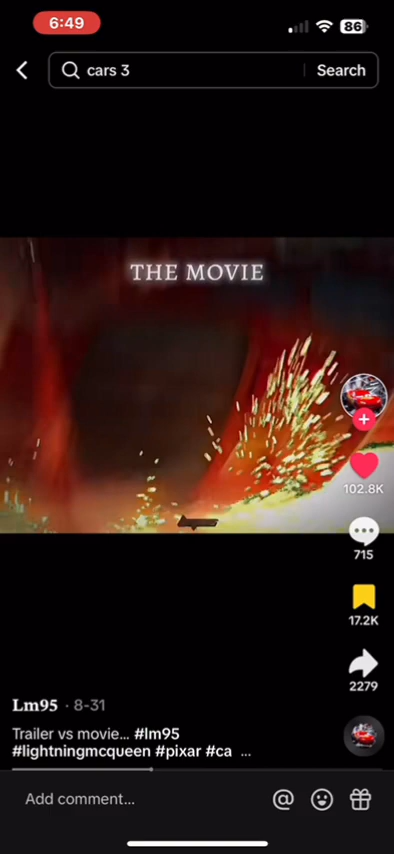 6:49
86
cars 3
Search
THE MOVIE
102.8K
715
17.2K
2279
Lm95 · 8-31
Trailer vs movie... #lm95
#lightningmcqueen #pixar #ca ...
Add comment...